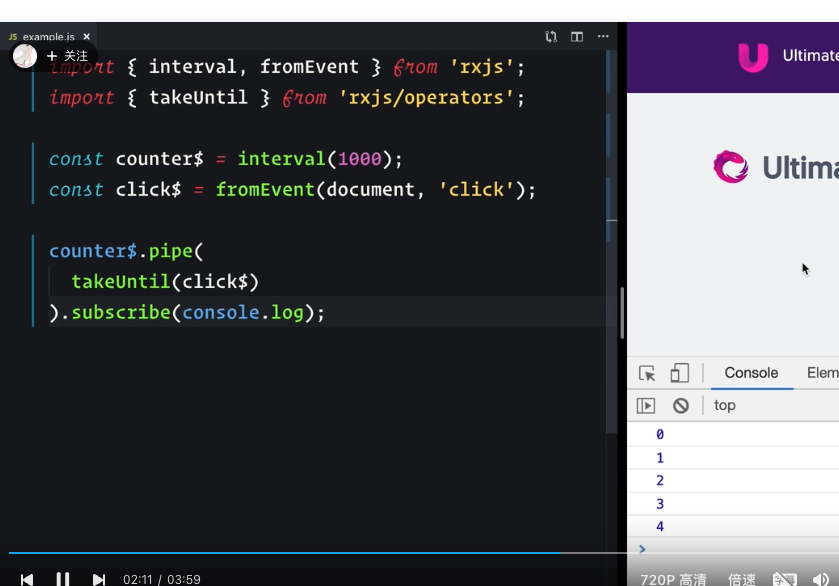 JS example.js ×
+ 关注
import { interval, fromEvent } from 'rxjs';
import { takeUntil } from 'rxjs/operators';
const counter$ = interval(1000);
const click$ = fromEvent(document, 'click');
counter$.pipe(
takeUntil(click$)
).subscribe(console.log);
Ultimate
Ultima
Console Elem
top
0
1
2
3
4
>
02:11 / 03:59
720P 高清 倍速 字幕